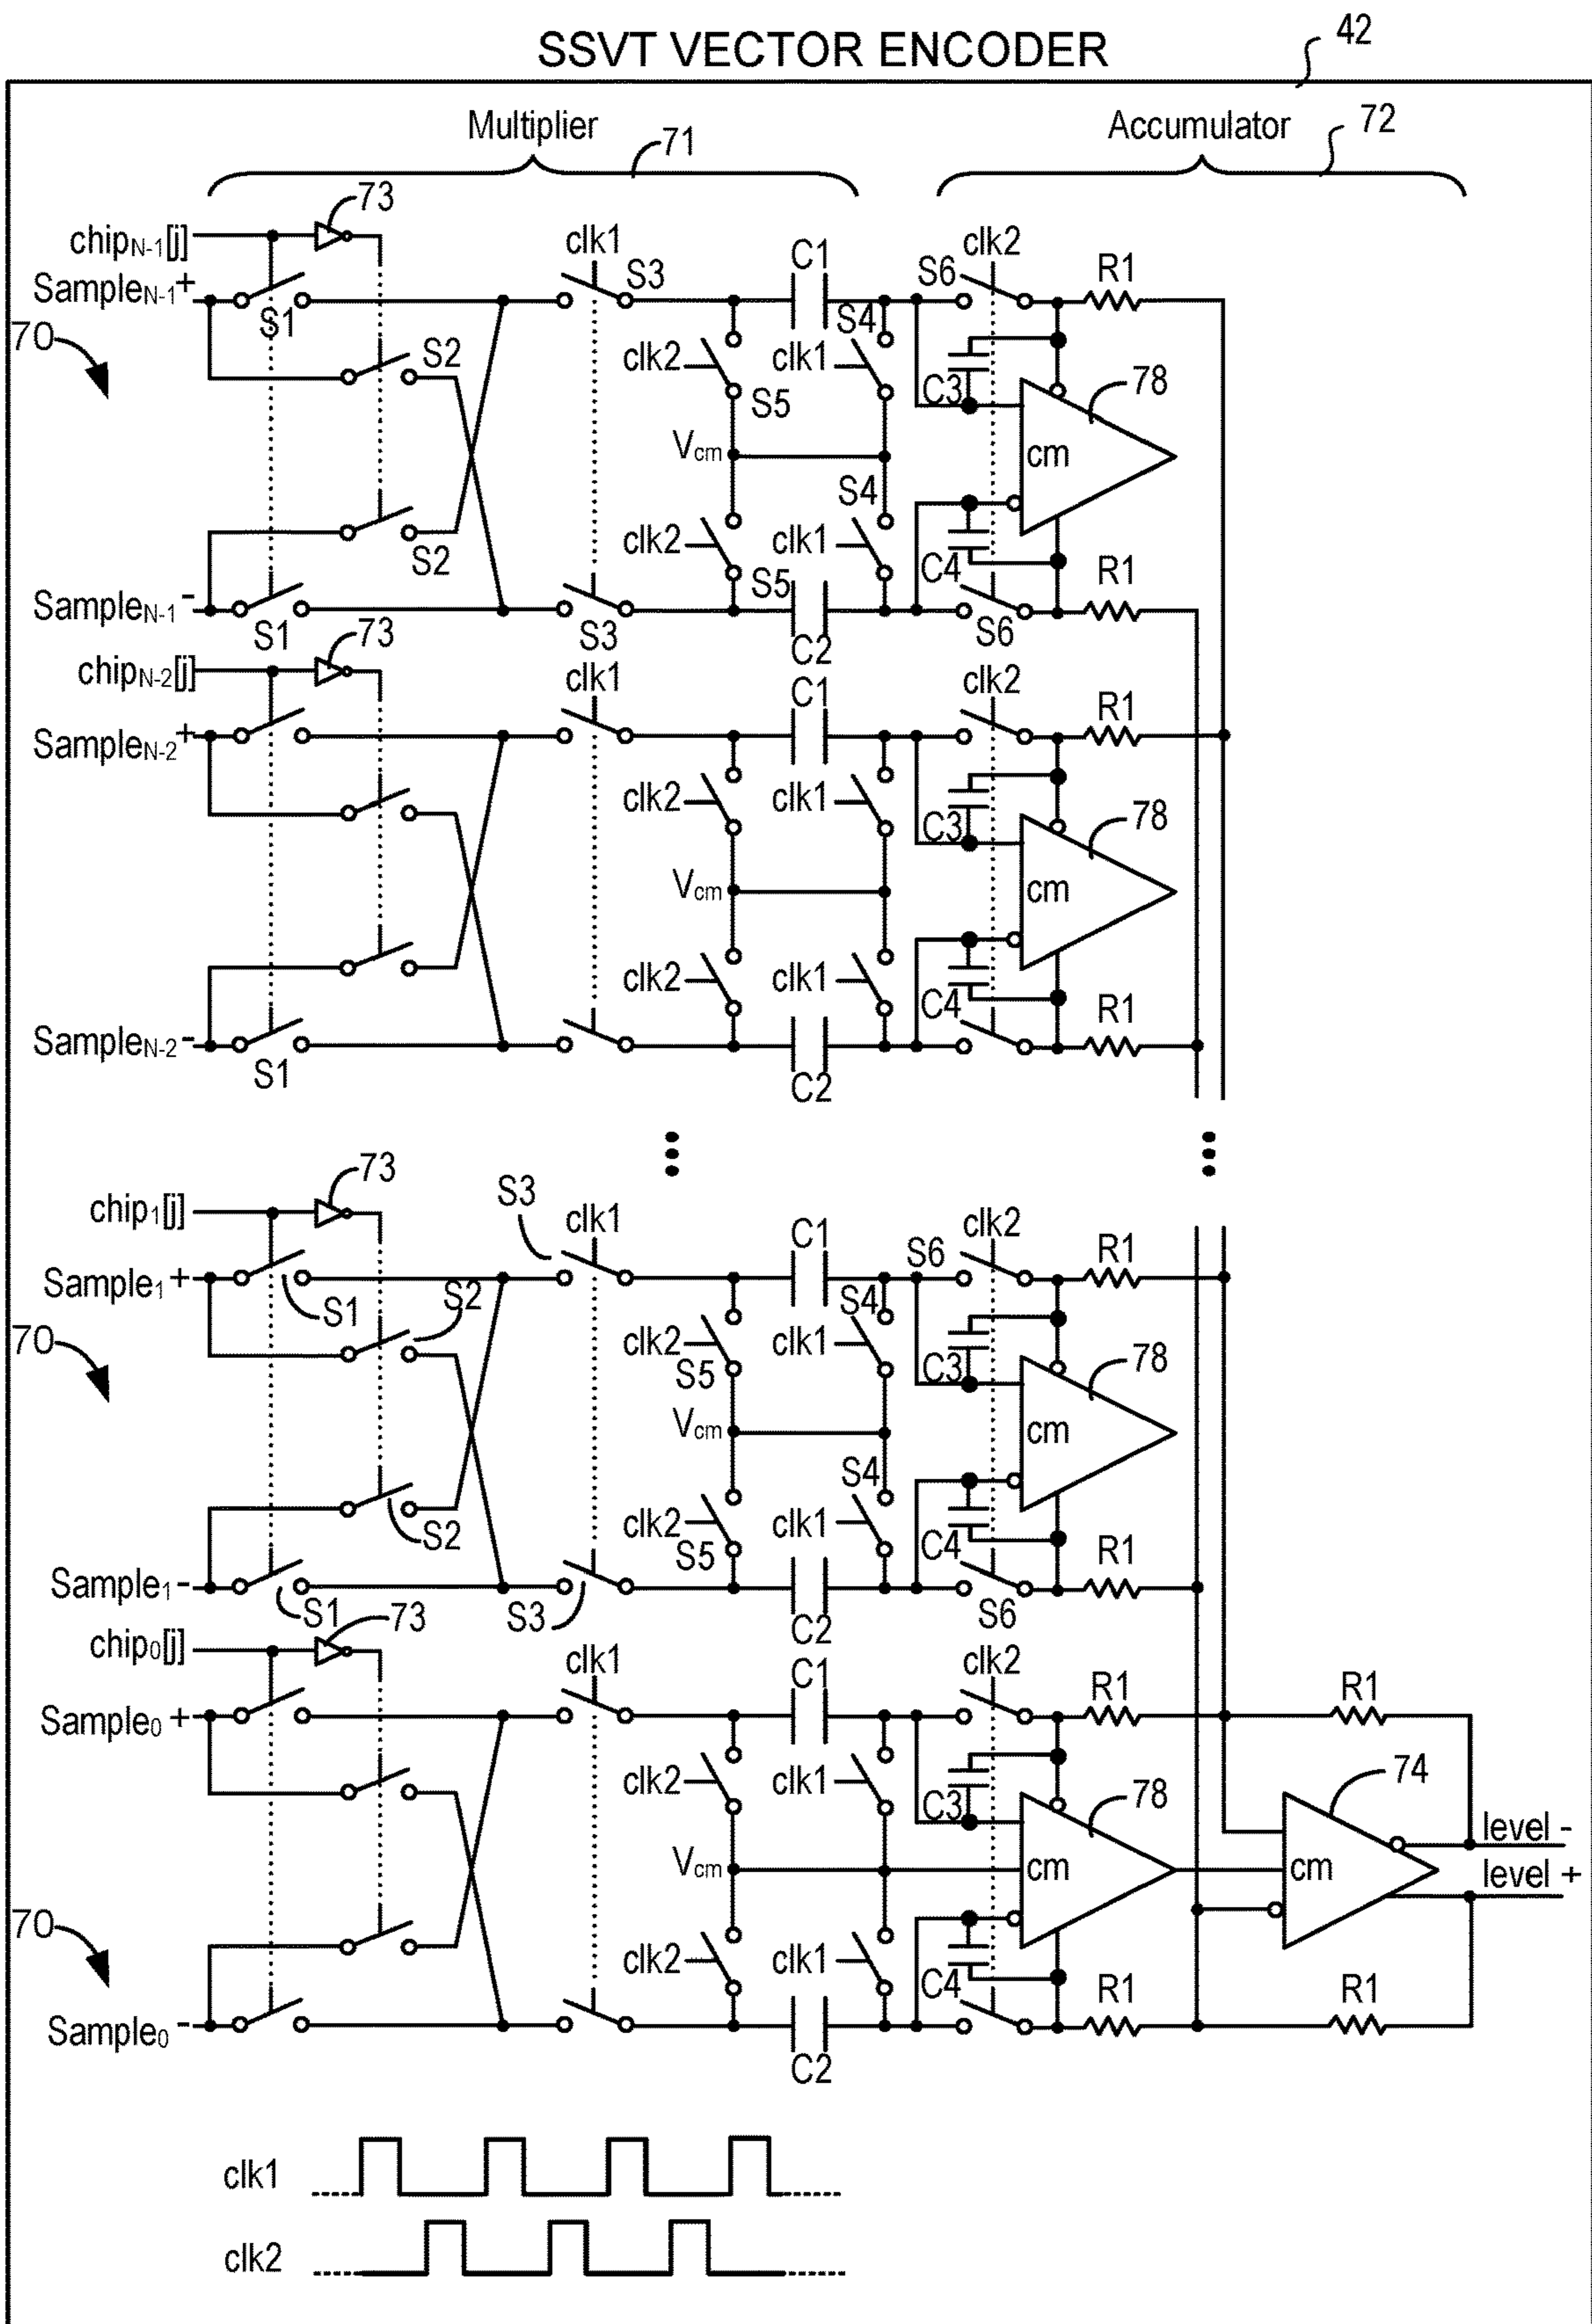 SSVT VECTOR ENCODER
42
Multiplier
71
Accumulator
72
73
chipN-1[j]
clk1
C1
clk2
R1
SampleN-1+
S1
S3
S6
70
S2
clk2
S4
clk1
C3
78
S5
Vcm
cm
S4
S2
clk2
clk1
S5
C4
R1
SampleN-1-
S1
S3
C2
S6
73
chipN-2[j]
clk1
C1
clk2
R1
SampleN-2+
clk2
clk1
C3
78
Vcm
cm
clk2
clk1
C4
R1
SampleN-2-
S1
C2
73
chip1[j]
S3
clk1
C1
S6
clk2
R1
Sample1+
S1
S2
S4
70
clk2
clk1
C3
78
S5
Vcm
cm
S4
S2
clk2
clk1
S5
C4
R1
Sample1-
S1
73
S3
C2
S6
chip0[j]
clk1
C1
clk2
R1
R1
Sample0+
clk2
clk1
C3
78
74
level -
Vcm
cm
cm
level +
70
clk2
clk1
C4
R1
R1
Sample0-
C2
clk1
clk2